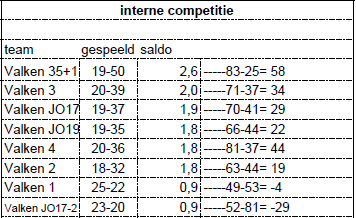 interne competitie
team gespeeld saldo
Valken 35+1 19-50 2,6 -----83-25= 58
Valken 3 20-39 2,0 -----71-37= 34
Valken JO17 19-37 1,9 -----70-41= 29
Valken JO19 19-35 1,8 -----66-44= 22
Valken 4 20-36 1,8 -----81-37= 44
Valken 2 18-32 1,8 -----63-44= 19
Valken 1 25-22 0,9 -----49-53= -4
Valken JO17-2 23-20 0,9 -----52-81= -29